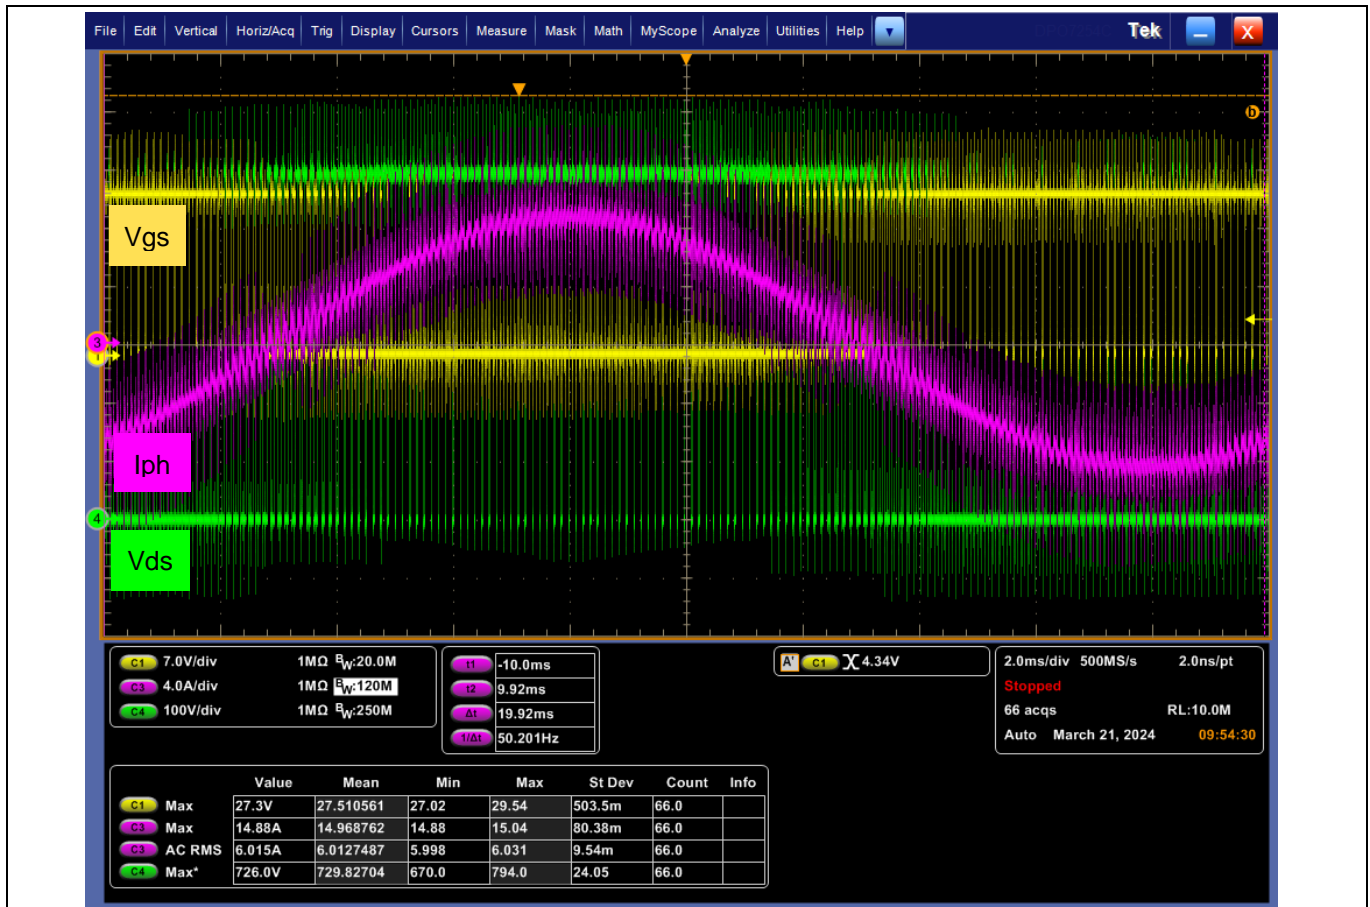 File Edit Vertical Horiz/Acq Trig Display Cursors Measure Mask Math MyScope Analyze Utilities Help Tek X
b
Vgs
3
Iph
4
Vds
C1 7.0V/div 1MΩ BW:20.0M
C3 4.0A/div 1MΩ BW:120M
C4 100V/div 1MΩ BW:250M
t1 -10.0ms
t2 9.92ms
Δt 19.92ms
1/Δt 50.201Hz
A' C1 4.34V
2.0ms/div 500MS/s 2.0ns/pt
Stopped
66 acqs RL:10.0M
Auto March 21, 2024 09:54:30
Value Mean Min Max St Dev Count Info
C1 Max 27.3V 27.510561 27.02 29.54 503.5m 66.0
C3 Max 14.88A 14.968762 14.88 15.04 80.38m 66.0
C3 AC RMS 6.015A 6.0127487 5.998 6.031 9.54m 66.0
C4 Max* 726.0V 729.82704 670.0 794.0 24.05 66.0